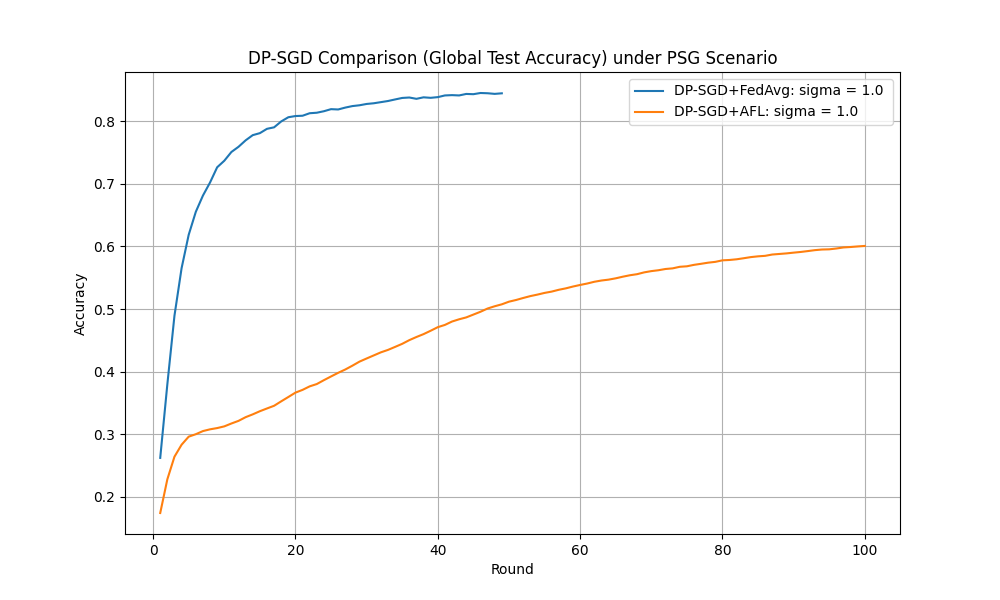 DP-SGD Comparison (Global Test Accuracy) under PSG Scenario
DP-SGD+FedAvg: sigma = 1.0
DP-SGD+AFL: sigma = 1.0
Accuracy
0.8
0.7
0.6
0.5
0.4
0.3
0.2
0
20
40
60
80
100
Round